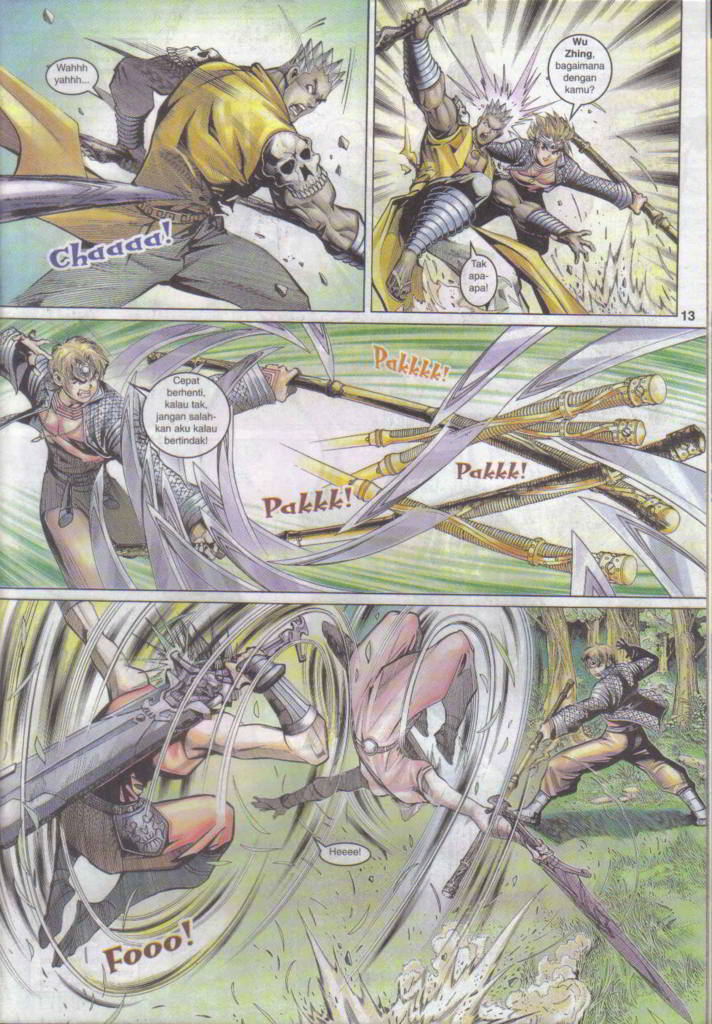 Wahhh
yahhh...
Chaaaa!
Wu
Zhing,
bagaimana
dengan
kamu?
Tak
apa-
apa!
13
Cepat
berhenti,
kalau tak,
jangan salah-
kan aku kalau
bertindak!
Pakkkk!
Pakkk!
Pakkk!
Heeee!
Fooo!